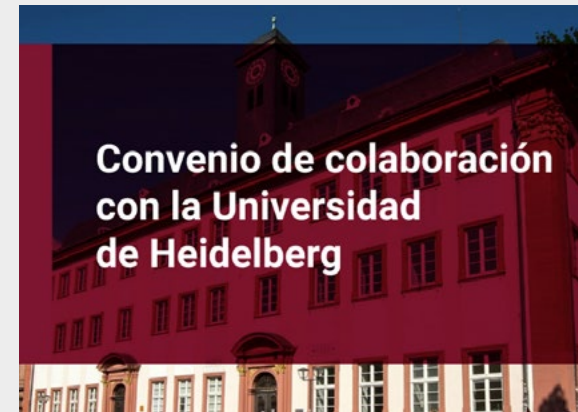 Convenio de colaboración
con la Universidad
de Heidelberg